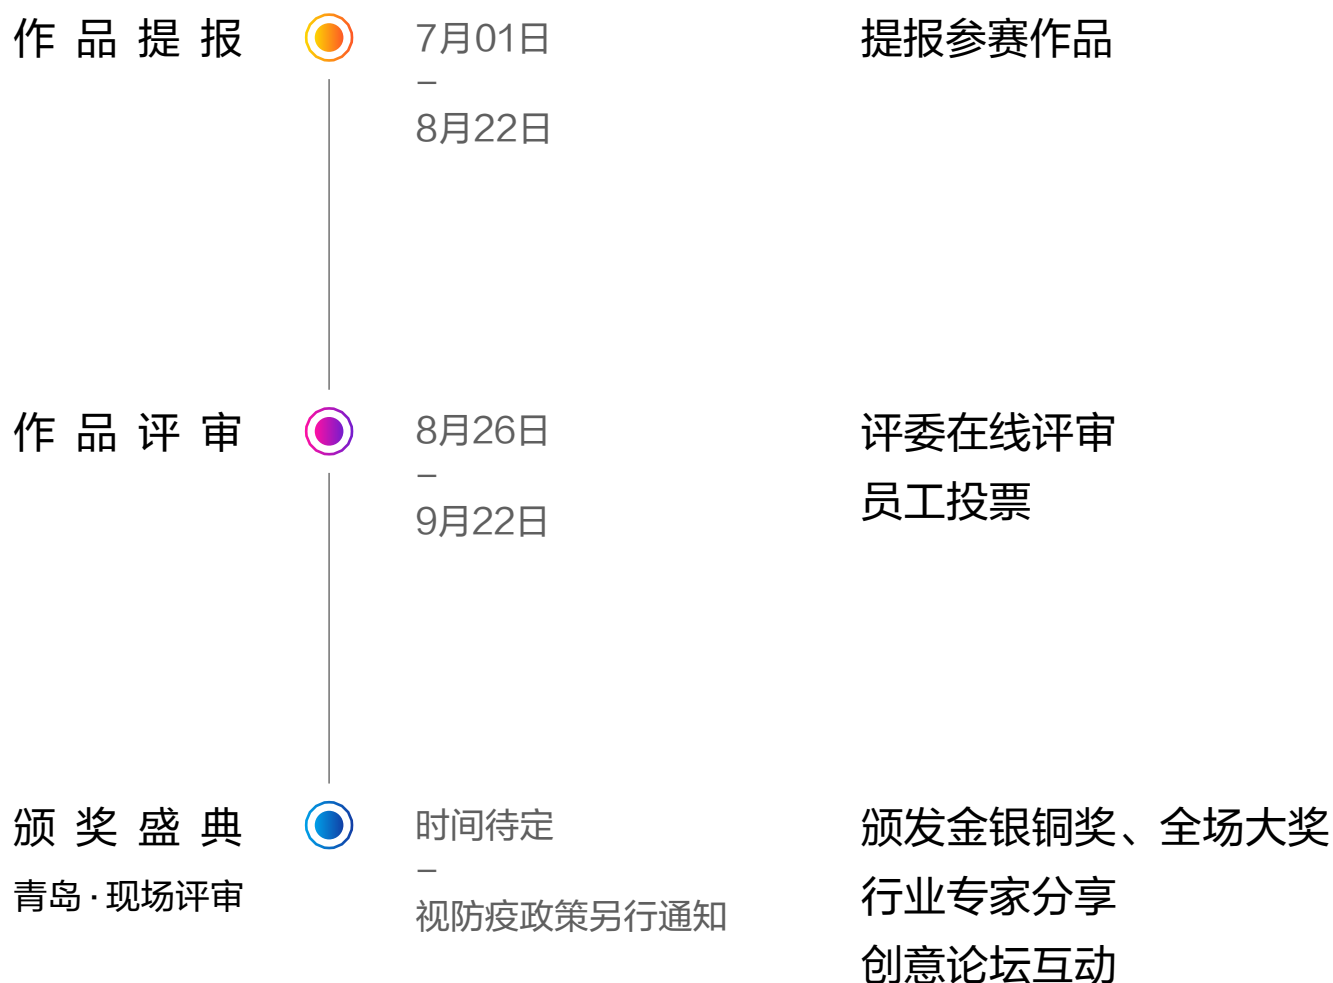 作品提报
7月01日
–
8月22日
提报参赛作品
作品评审
8月26日
–
9月22日
评委在线评审
员工投票
颁奖盛典
青岛·现场评审
时间待定
–
视防疫政策另行通知
颁发金银铜奖、全场大奖
行业专家分享
创意论坛互动